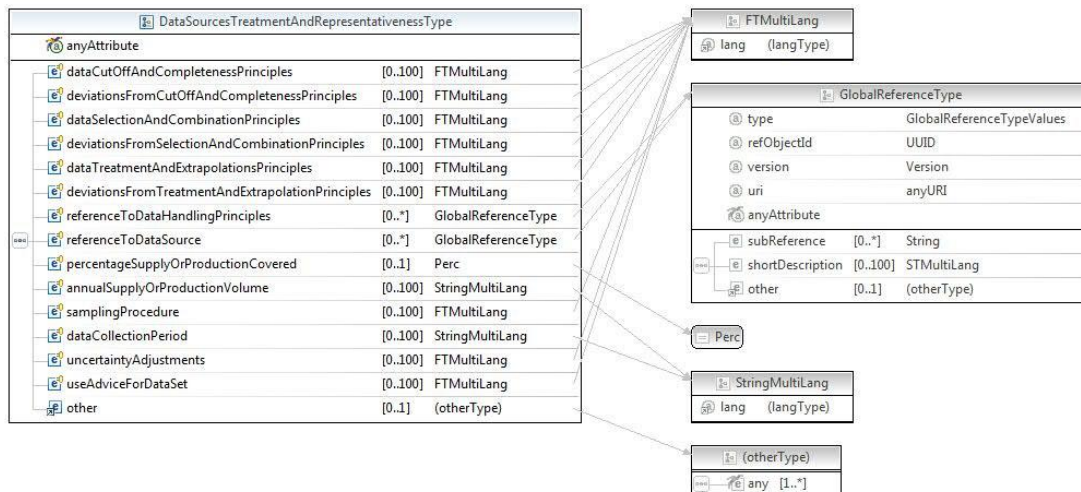 DataSourcesTreatmentAndRepresentativenessType
anyAttribute
dataCutOffAndCompletenessPrinciples [0..100] FTMultiLang
deviationsFromCutOffAndCompletenessPrinciples [0..100] FTMultiLang
dataSelectionAndCombinationPrinciples [0..100] FTMultiLang
deviationsFromSelectionAndCombinationPrinciples [0..100] FTMultiLang
dataTreatmentAndExtrapolationsPrinciples [0..100] FTMultiLang
deviationsFromTreatmentAndExtrapolationPrinciples [0..100] FTMultiLang
referenceToDataHandlingPrinciples [0..*] GlobalReferenceType
referenceToDataSource [0..*] GlobalReferenceType
percentageSupplyOrProductionCovered [0..1] Perc
annualSupplyOrProductionVolume [0..100] StringMultiLang
samplingProcedure [0..100] FTMultiLang
dataCollectionPeriod [0..100] StringMultiLang
uncertaintyAdjustments [0..100] FTMultiLang
useAdviceForDataSet [0..100] FTMultiLang
other [0..1] (otherType)
FTMultiLang
lang (langType)
GlobalReferenceType
type GlobalReferenceTypeValues
refObjectId UUID
version Version
uri anyURI
anyAttribute
subReference [0..*] String
shortDescription [0..100] STMultiLang
other [0..1] (otherType)
Perc
StringMultiLang
lang (langType)
(otherType)
any [1..*]